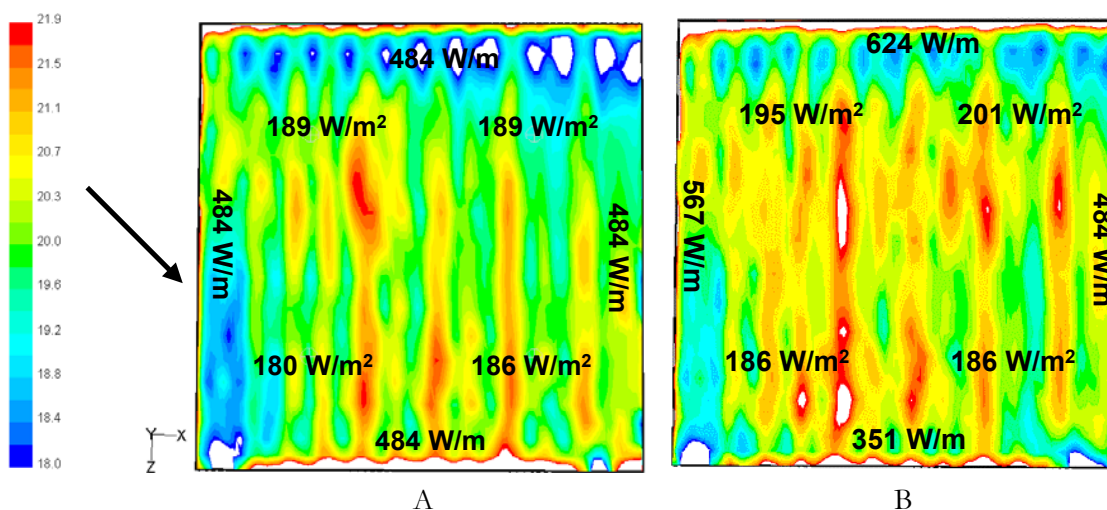 21.9
21.1
20.7
20.3
20.0
19.6
19.2
18.8
18.4
18.0
Y X
Z
484 W/m
189 W/m² 189 W/m²
484 W/m
484 W/m
180 W/m² 186 W/m²
484 W/m
A
624 W/m
195 W/m² 201 W/m²
567 W/m
484 W/m
186 W/m² 186 W/m²
351 W/m
B